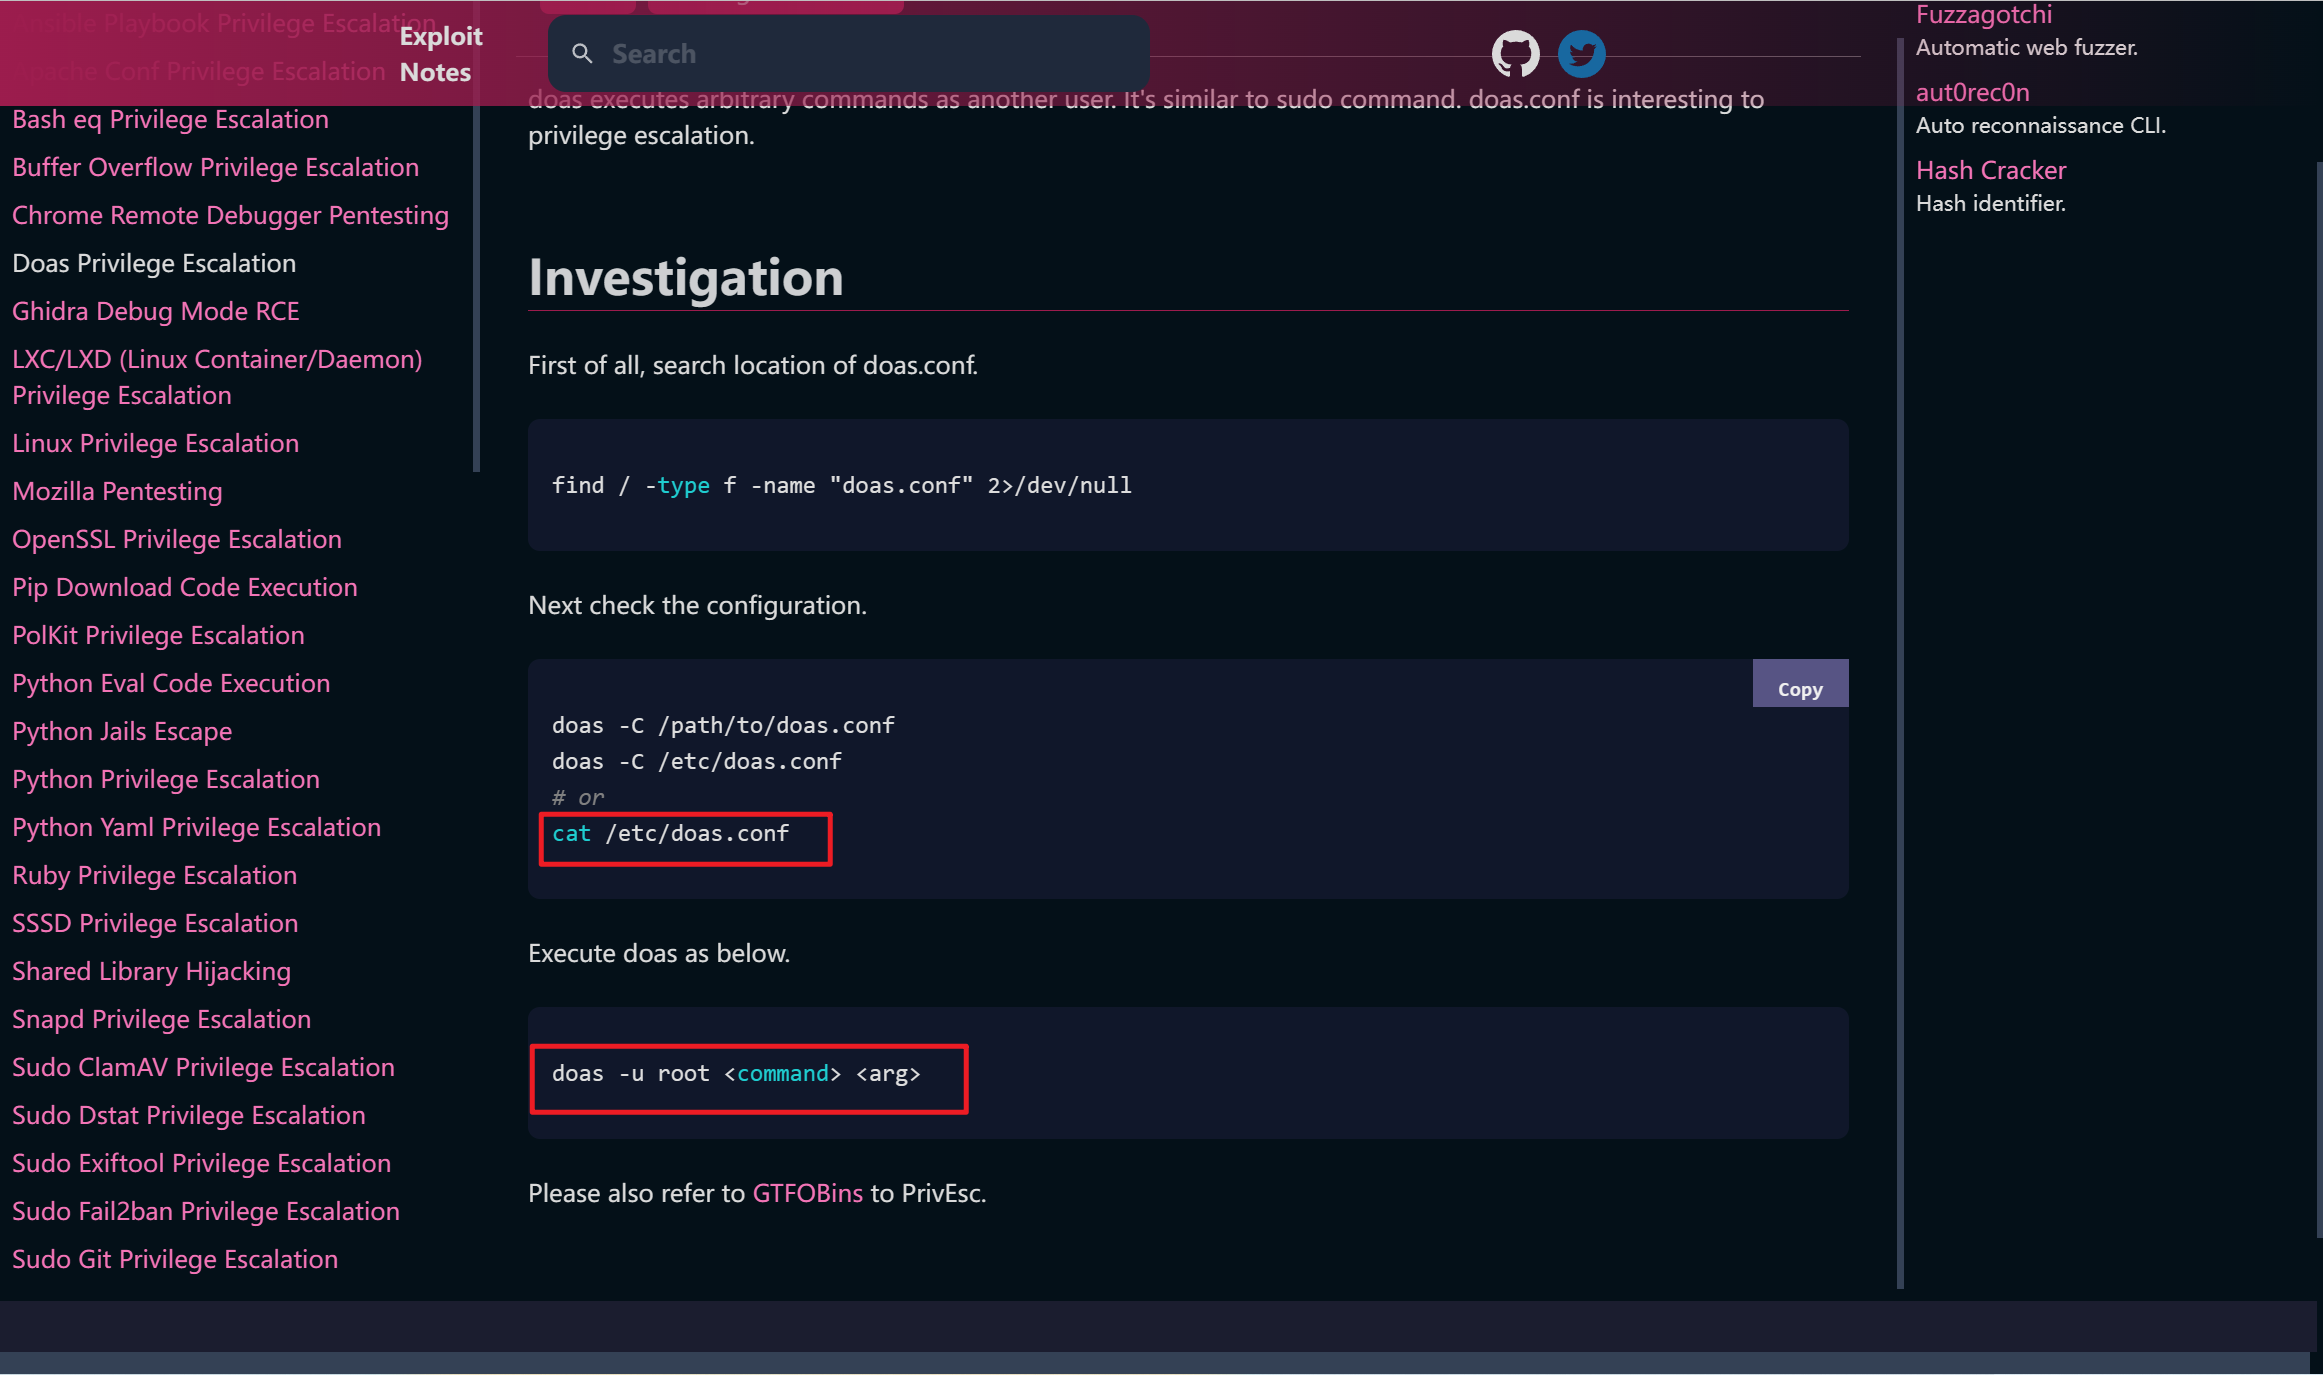 Ansible Playbook Privilege Escalation
Apache Conf Privilege Escalation
Exploit
Notes
Search
Bash eq Privilege Escalation
Buffer Overflow Privilege Escalation
Chrome Remote Debugger Pentesting
Doas Privilege Escalation
Ghidra Debug Mode RCE
LXC/LXD (Linux Container/Daemon)
Privilege Escalation
Linux Privilege Escalation
Mozilla Pentesting
OpenSSL Privilege Escalation
Pip Download Code Execution
PolKit Privilege Escalation
Python Eval Code Execution
Python Jails Escape
Python Privilege Escalation
Python Yaml Privilege Escalation
Ruby Privilege Escalation
SSSD Privilege Escalation
Shared Library Hijacking
Snapd Privilege Escalation
Sudo ClamAV Privilege Escalation
Sudo Dstat Privilege Escalation
Sudo Exiftool Privilege Escalation
Sudo Fail2ban Privilege Escalation
Sudo Git Privilege Escalation
doas executes arbitrary commands as another user. It's similar to sudo command. doas.conf is interesting to
privilege escalation.
Investigation
First of all, search location of doas.conf.
find / -type f -name "doas.conf" 2>/dev/null
Next check the configuration.
Copy
doas -C /path/to/doas.conf
doas -C /etc/doas.conf
# or
cat /etc/doas.conf
Execute doas as below.
doas -u root <command> <arg>
Please also refer to GTFOBins to PrivEsc.
Fuzzagotchi
Automatic web fuzzer.
aut0rec0n
Auto reconnaissance CLI.
Hash Cracker
Hash identifier.